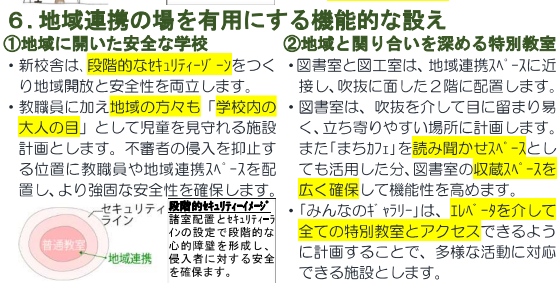 ６．地域連携の場を有用にする機能的な設え
①地域に開いた安全な学校
・新校舎は、段階的なｾｷｭﾘﾃｨｰｿﾞｰﾝをつく
り地域開放と安全性を両立します。
・教職員に加え地域の方々も「学校内の
大人の目」として児童を見守れる施設
計画とします。不審者の侵入を抑止す
る位置に教職員や地域連携ｽﾍﾟｰｽを配
置し、より強固な安全性を確保します。
セキュリティ
ライン
普通教室
地域連携
段階的ｾｷｭﾘﾃｨｰｲﾒｰｼﾞ
諸室配置とｾｷｭﾘﾃｨｰﾗ
ｲﾝの設定で段階的な
心的障壁を形成し、
侵入者に対する安全
を確保ます。
②地域と関り合いを深める特別教室
・図書室と図工室は、地域連携ｽﾍﾟｰｽに近
接し、吹抜に面した２階に配置します。
・図書室は、吹抜を介して目に留まり易
く、立ち寄りやすい場所に計画します。
また「まちｶﾌｪ」を読み聞かせｽﾍﾟｰｽとし
ても活用した分、図書室の収蔵ｽﾍﾟｰｽを
広く確保して機能性を高めます。
・「みんなのｷﾞｬﾗﾘｰ」は、ｴﾚﾍﾞｰﾀを介して
全ての特別教室とアクセスできるよう
に計画することで、多様な活動に対応
できる施設とします。